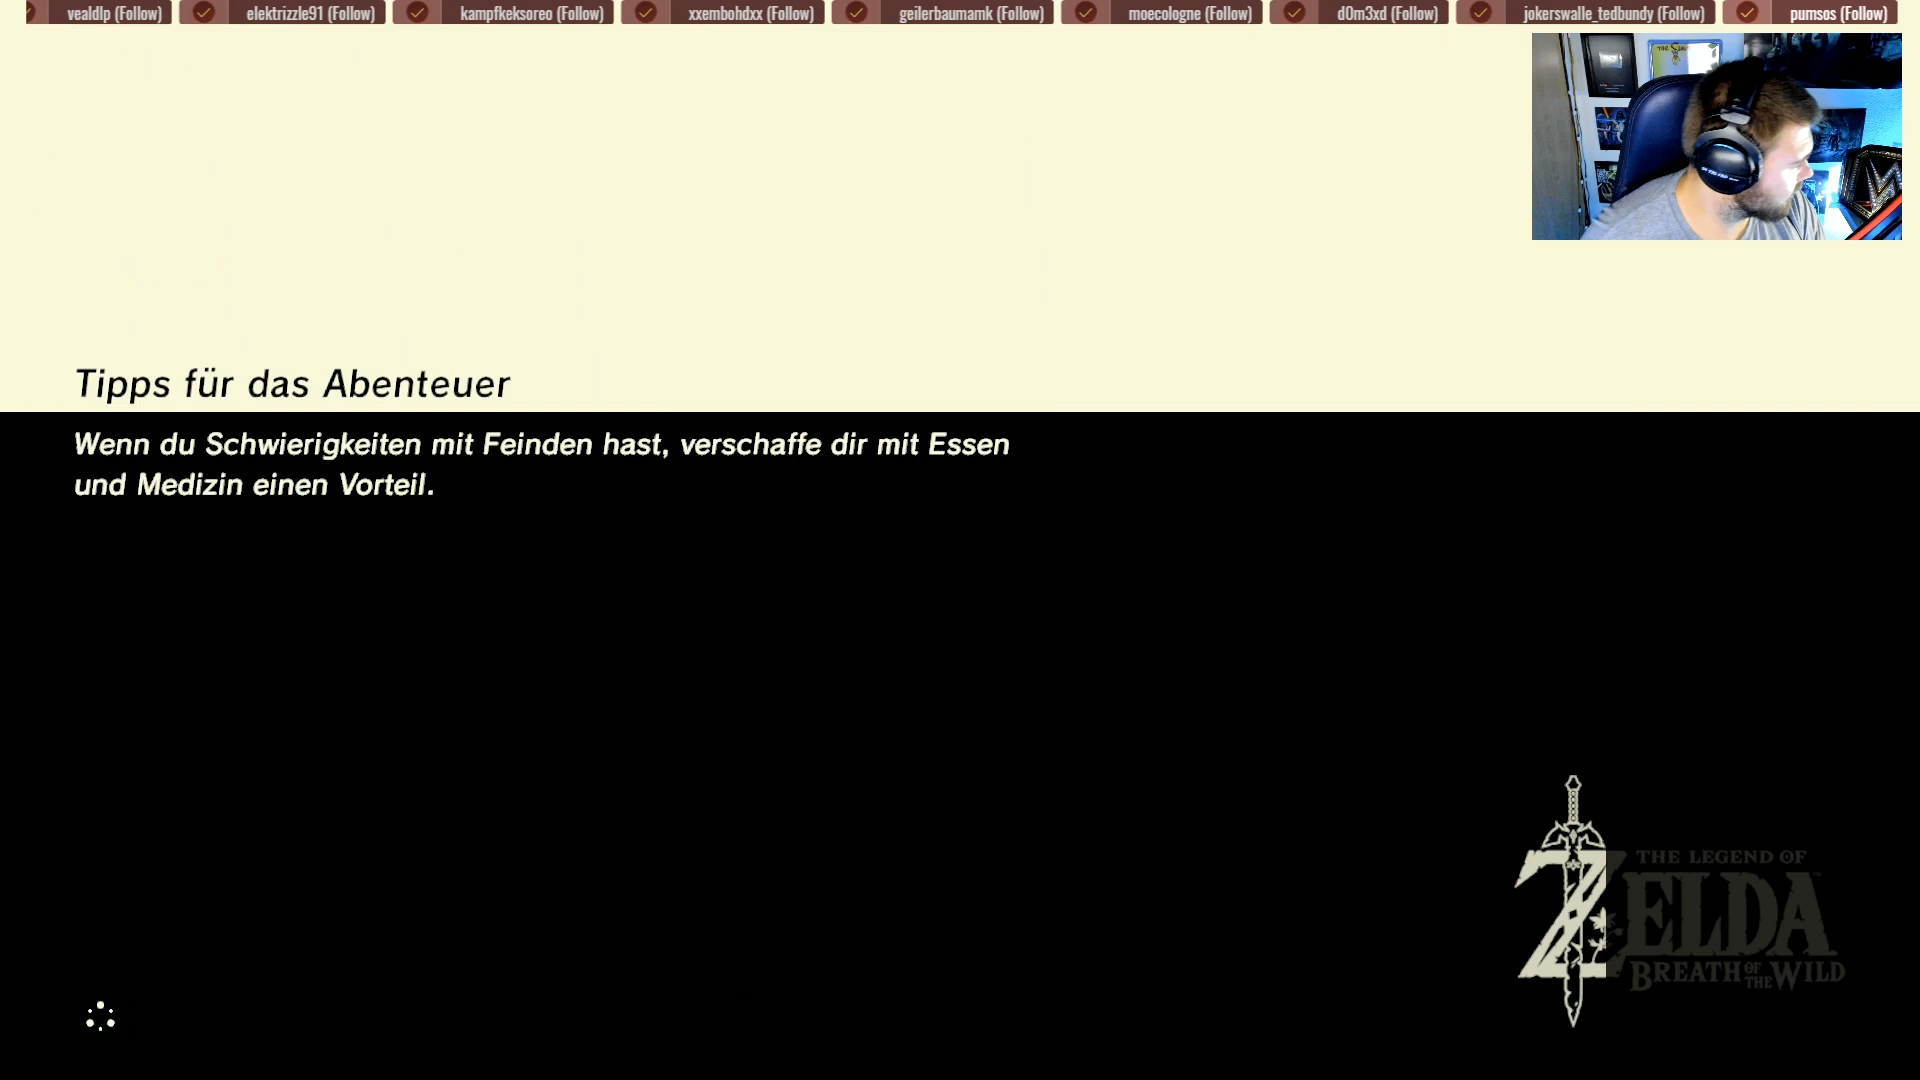 vealdlp (Follow)
elektrizzle91 (Follow)
kampfkeksoreo (Follow)
xxembohdxx (Follow)
geilerbaumamk (Follow)
moecologne (Follow)
d0m3xd (Follow)
jokerswalle_tedbundy (Follow)
pumsos (Follow)
Tipps für das Abenteuer
Wenn du Schwierigkeiten mit Feinden hast, verschaffe dir mit Essen
und Medizin einen Vorteil.
THE LEGEND OF
ZELDA
BREATH OF THE WILD